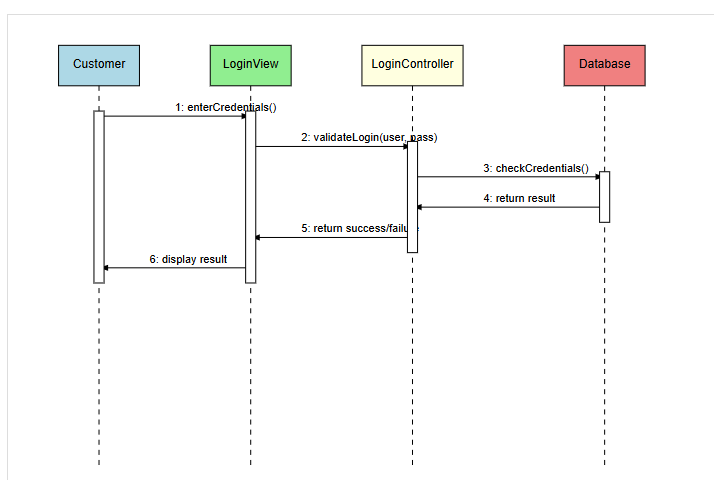 Customer
LoginView
LoginController
Database
1: enterCredentials()
2: validateLogin(user, pass)
3: checkCredentials()
4: return result
5: return success/failure
6: display result